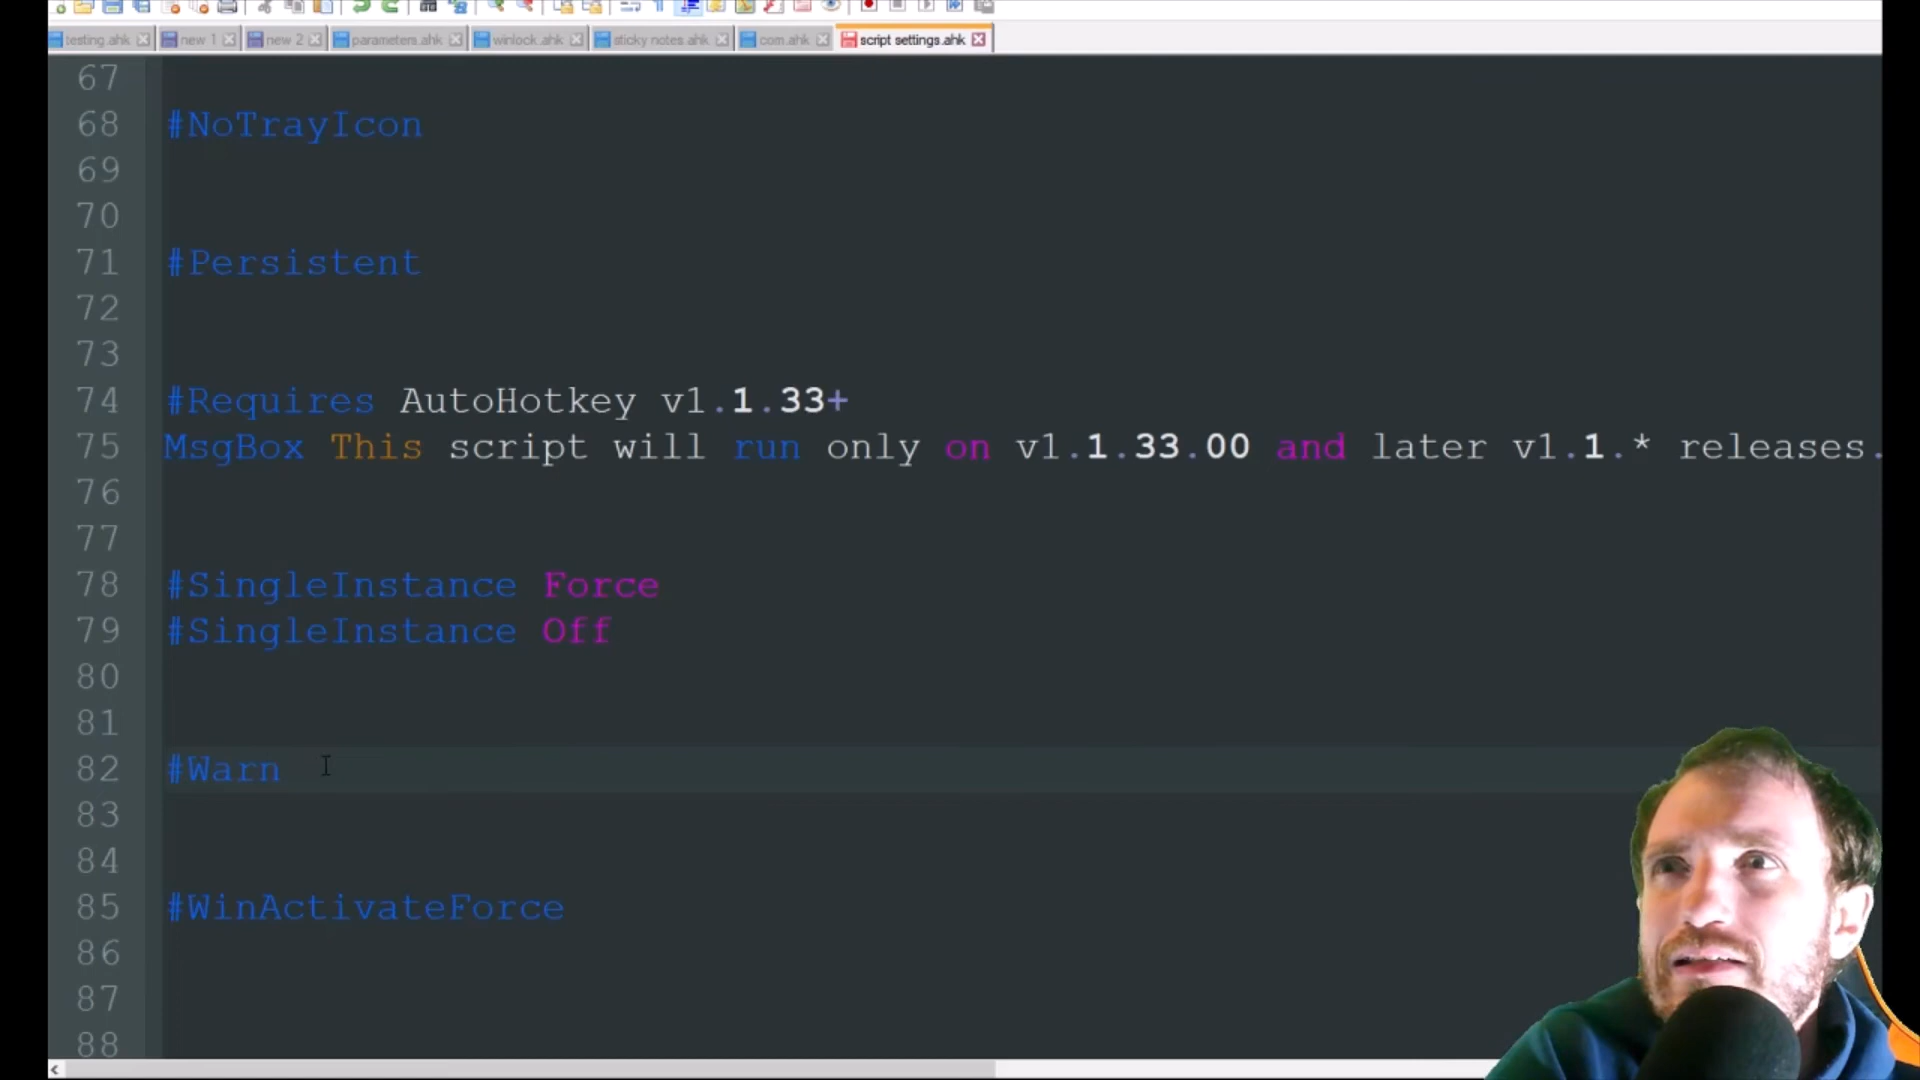 testing.ahk new 1 new 2 parameters.ahk winlock.ahk sticky notes.ahk com.ahk script settings.ahk
67
68 #NoTrayIcon
69
70
71 #Persistent
72
73
74 #Requires AutoHotkey v1.1.33+
75 MsgBox This script will run only on v1.1.33.00 and later v1.1.* releases.
76
77
78 #SingleInstance Force
79 #SingleInstance Off
80
81
82 #Warn
83
84
85 #WinActivateForce
86
87
88